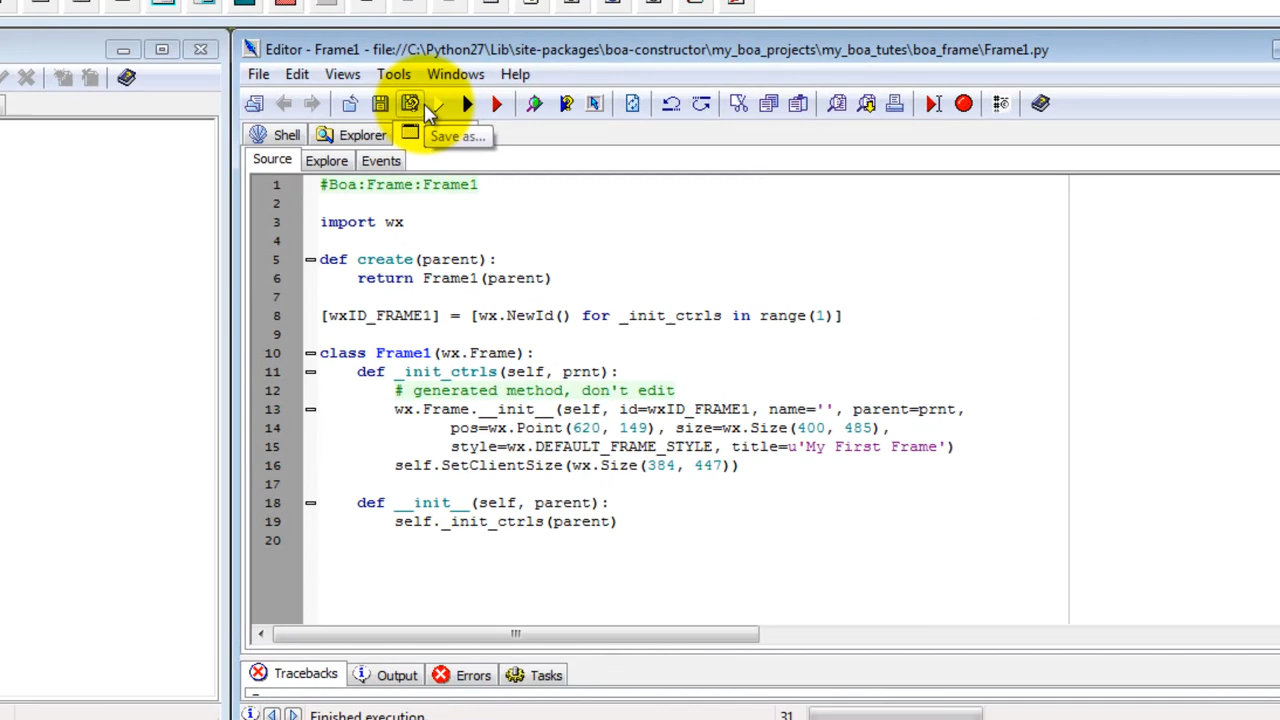 Editor - Frame1 - file://C:\Python27\Lib\site-packages\boa-constructor\my_boa_projects\my_boa_tutes\boa_frame\Frame1.py
File Edit Views Tools Windows Help
Shell Explorer
Save as...
Source Explore Events
1 #Boa:Frame:Frame1
2
3 import wx
4
5 def create(parent):
6 return Frame1(parent)
7
8 [wxID_FRAME1] = [wx.NewId() for _init_ctrls in range(1)]
9
10 class Frame1(wx.Frame):
11 def _init_ctrls(self, prnt):
12 # generated method, don't edit
13 wx.Frame.__init__(self, id=wxID_FRAME1, name='', parent=prnt,
14 pos=wx.Point(620, 149), size=wx.Size(400, 485),
15 style=wx.DEFAULT_FRAME_STYLE, title=u'My First Frame')
16 self.SetClientSize(wx.Size(384, 447))
17
18 def __init__(self, parent):
19 self._init_ctrls(parent)
20
Tracebacks Output Errors Tasks
Finished execution. 31